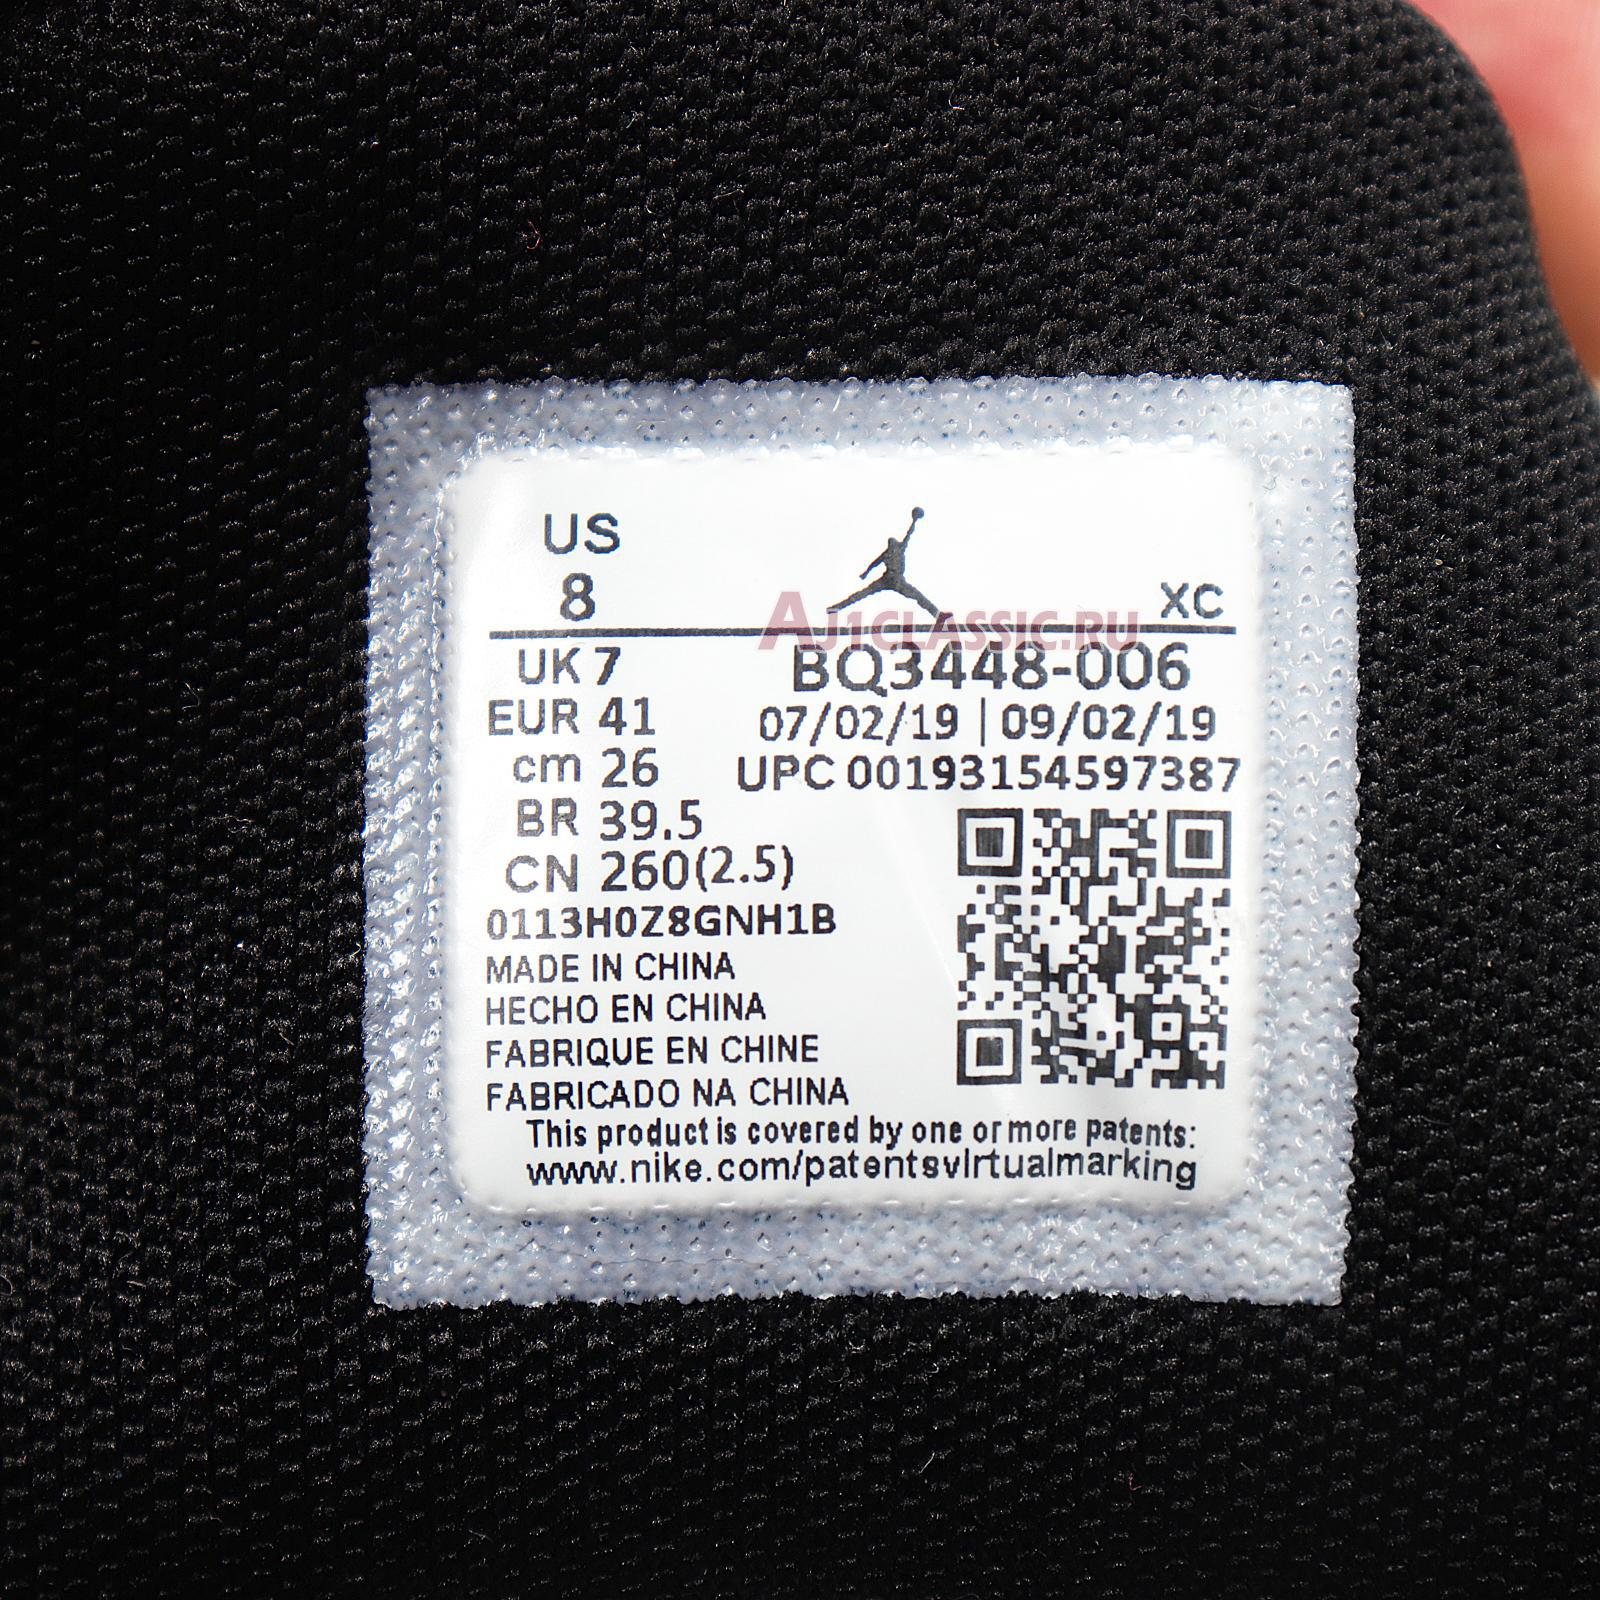 US
8
XC
AJ1CLASSIC.RU
UK 7
BQ3448-006
EUR 41
07/02/19 | 09/02/19
cm 26
UPC 00193154597387
BR 39.5
CN 260(2.5)
0113H0Z8GNH1B
MADE IN CHINA
HECHO EN CHINA
FABRIQUE EN CHINE
FABRICADO NA CHINA
This product is covered by one or more patents:
www.nike.com/patentsvirtualmarking